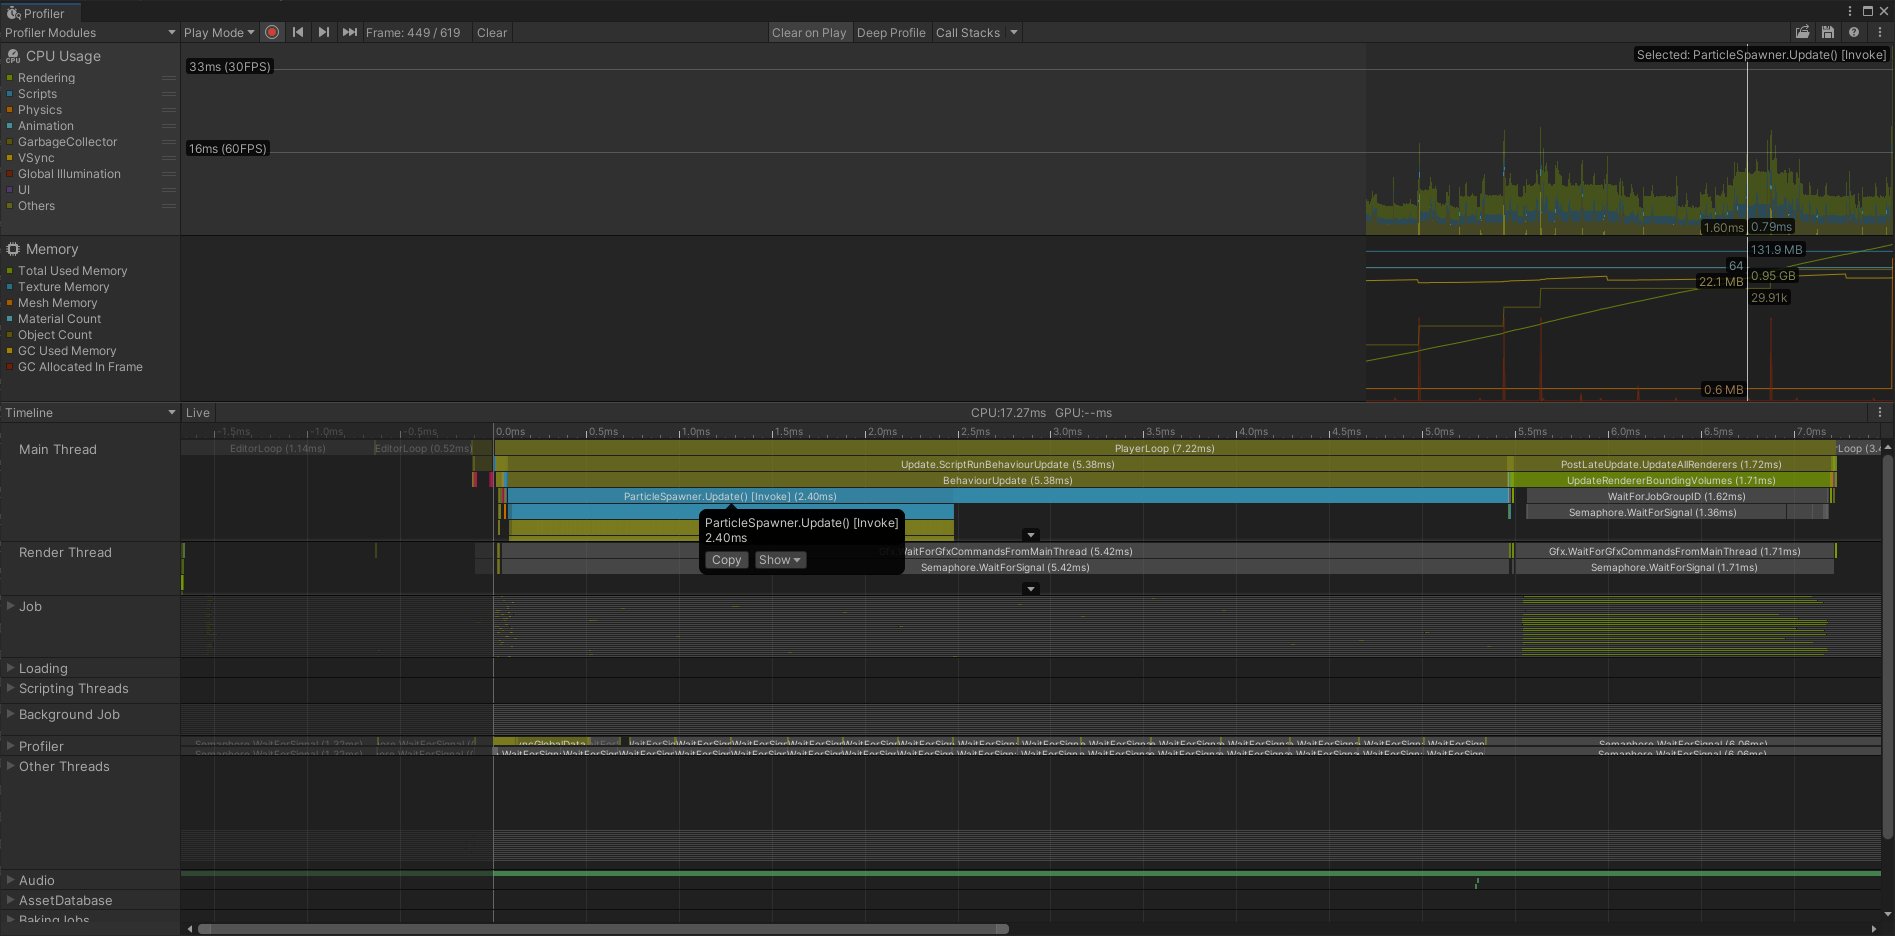 Profiler
Profiler Modules
Play Mode
Frame: 449 / 619
Clear
Clear on Play
Deep Profile
Call Stacks
CPU Usage
Rendering
Scripts
Physics
Animation
GarbageCollector
VSync
Global Illumination
UI
Others
33ms (30FPS)
16ms (60FPS)
Selected: ParticleSpawner.Update() [Invoke]
1.60ms
0.79ms
Memory
Total Used Memory
Texture Memory
Mesh Memory
Material Count
Object Count
GC Used Memory
GC Allocated In Frame
131.9 MB
64
0.95 GB
22.1 MB
29.91k
0.6 MB
Timeline
Live
CPU:17.27ms GPU:--ms
-1.5ms -1.0ms -0.5ms 0.0ms 0.5ms 1.0ms 1.5ms 2.0ms 2.5ms 3.0ms 3.5ms 4.0ms 4.5ms 5.0ms 5.5ms 6.0ms 6.5ms 7.0ms
Main Thread
EditorLoop (1.14ms)
EditorLoop (0.52ms)
PlayerLoop (7.22ms)
Update.ScriptRunBehaviourUpdate (5.38ms)
PostLateUpdate.UpdateAllRenderers (1.72ms)
BehaviourUpdate (5.38ms)
UpdateRendererBoundingVolumes (1.71ms)
ParticleSpawner.Update() [Invoke] (2.40ms)
WaitForJobGroupID (1.62ms)
Semaphore.WaitForSignal (1.36ms)
ParticleSpawner.Update() [Invoke]
2.40ms
Copy
Show
Render Thread
WaitForGfxCommandsFromMainThread (5.42ms)
Gfx.WaitForGfxCommandsFromMainThread (1.71ms)
Semaphore.WaitForSignal (5.42ms)
Semaphore.WaitForSignal (1.71ms)
Job
Loading
Scripting Threads
Background Job
Profiler
Semaphore.WaitForSignal (6.06ms)
Semaphore.WaitForSignal (6.06ms)
Other Threads
Audio
AssetDatabase
BakingJobs